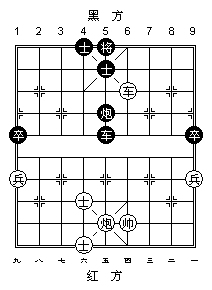 黑 方
1 2 3 4 5 6 7 8 9
士 将
士
车
炮
卒 车 卒
兵 兵
士
炮 帅
士
九 八 七 六 五 四 三 二 一
红 方